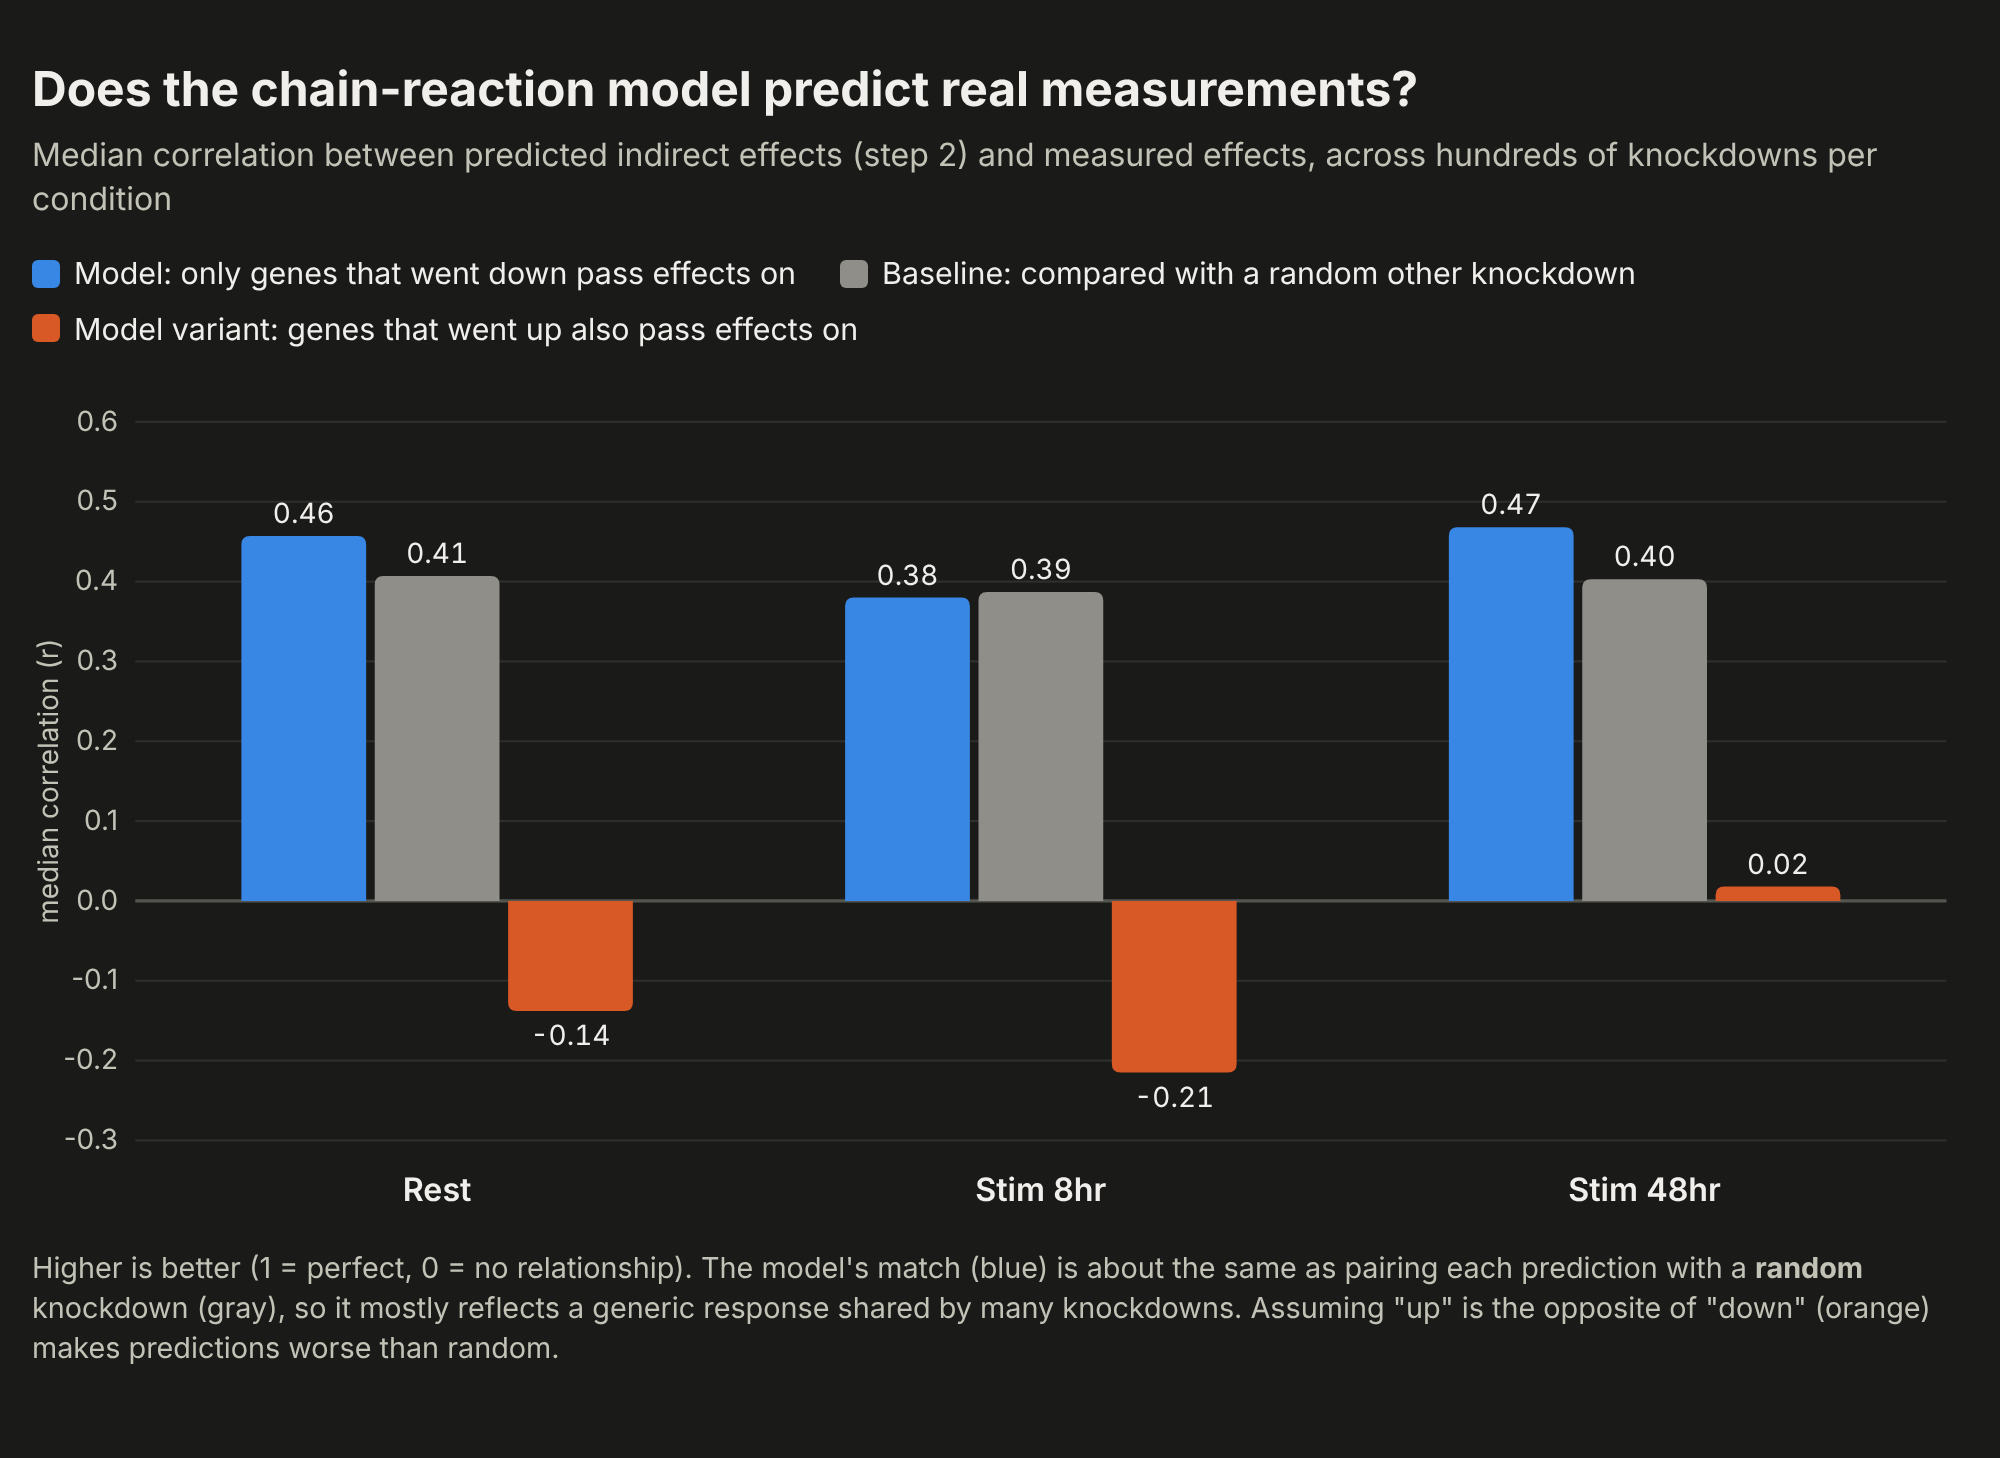 Does the chain-reaction model predict real measurements?
Median correlation between predicted indirect effects (step 2) and measured effects, across hundreds of knockdowns per
condition
Model: only genes that went down pass effects on
Baseline: compared with a random other knockdown
Model variant: genes that went up also pass effects on
median correlation (r)
0.6
0.5
0.4
0.3
0.2
0.1
0.0
-0.1
-0.2
-0.3
0.46
0.41
-0.14
0.38
0.39
-0.21
0.47
0.40
0.02
Rest
Stim 8hr
Stim 48hr
Higher is better (1 = perfect, 0 = no relationship). The model's match (blue) is about the same as pairing each prediction with a random
knockdown (gray), so it mostly reflects a generic response shared by many knockdowns. Assuming "up" is the opposite of "down" (orange)
makes predictions worse than random.